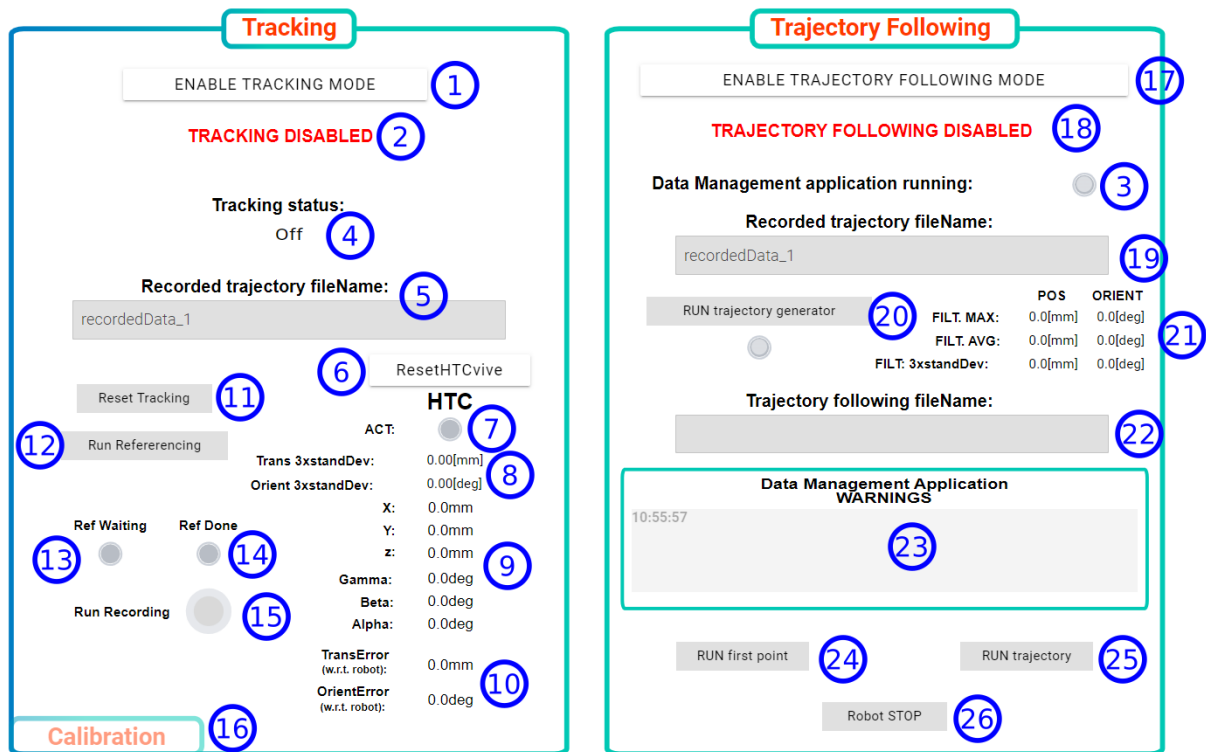 Tracking
ENABLE TRACKING MODE 1
TRACKING DISABLED 2
Tracking status:
Off 4
Recorded trajectory fileName: 5
recordedData_1
6 ResetHTCvive
Reset Tracking 11
HTC
12 Run Refererencing
ACT: 7
Trans 3xstandDev: 0.00[mm]
8
Orient 3xstandDev: 0.00[deg]
X: 0.0mm
Ref Waiting Ref Done
Y: 0.0mm
13 14
z: 0.0mm
9
Gamma: 0.0deg
Beta: 0.0deg
Run Recording 15
Alpha: 0.0deg
TransError
(w.r.t. robot): 0.0mm
10
OrientError
(w.r.t. robot): 0.0deg
Calibration 16
Trajectory Following
ENABLE TRAJECTORY FOLLOWING MODE 17
TRAJECTORY FOLLOWING DISABLED 18
Data Management application running: 3
Recorded trajectory fileName:
recordedData_1 19
POS ORIENT
RUN trajectory generator 20
FILT. MAX: 0.0[mm] 0.0[deg]
21
FILT. AVG: 0.0[mm] 0.0[deg]
FILT: 3xstandDev: 0.0[mm] 0.0[deg]
Trajectory following fileName:
22
Data Management Application
WARNINGS
10:55:57
23
RUN first point 24 RUN trajectory 25
Robot STOP 26